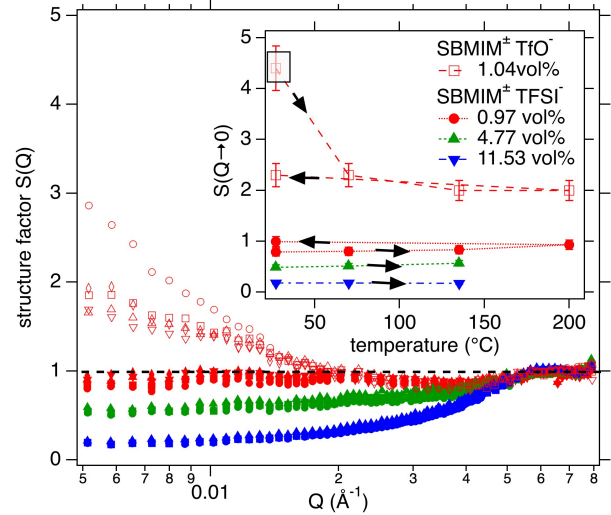 structure factor S(Q)
5
4
3
2
1
0
S(Q→0)
5
4
3
2
1
0
SBMIM± TfO-
1.04vol%
SBMIM± TFSI-
0.97 vol%
4.77 vol%
11.53 vol%
50 100 150 200
temperature (°C)
5 6 7 8 9 2 3 4 5 6 7 8
0.01
Q (Å-1)